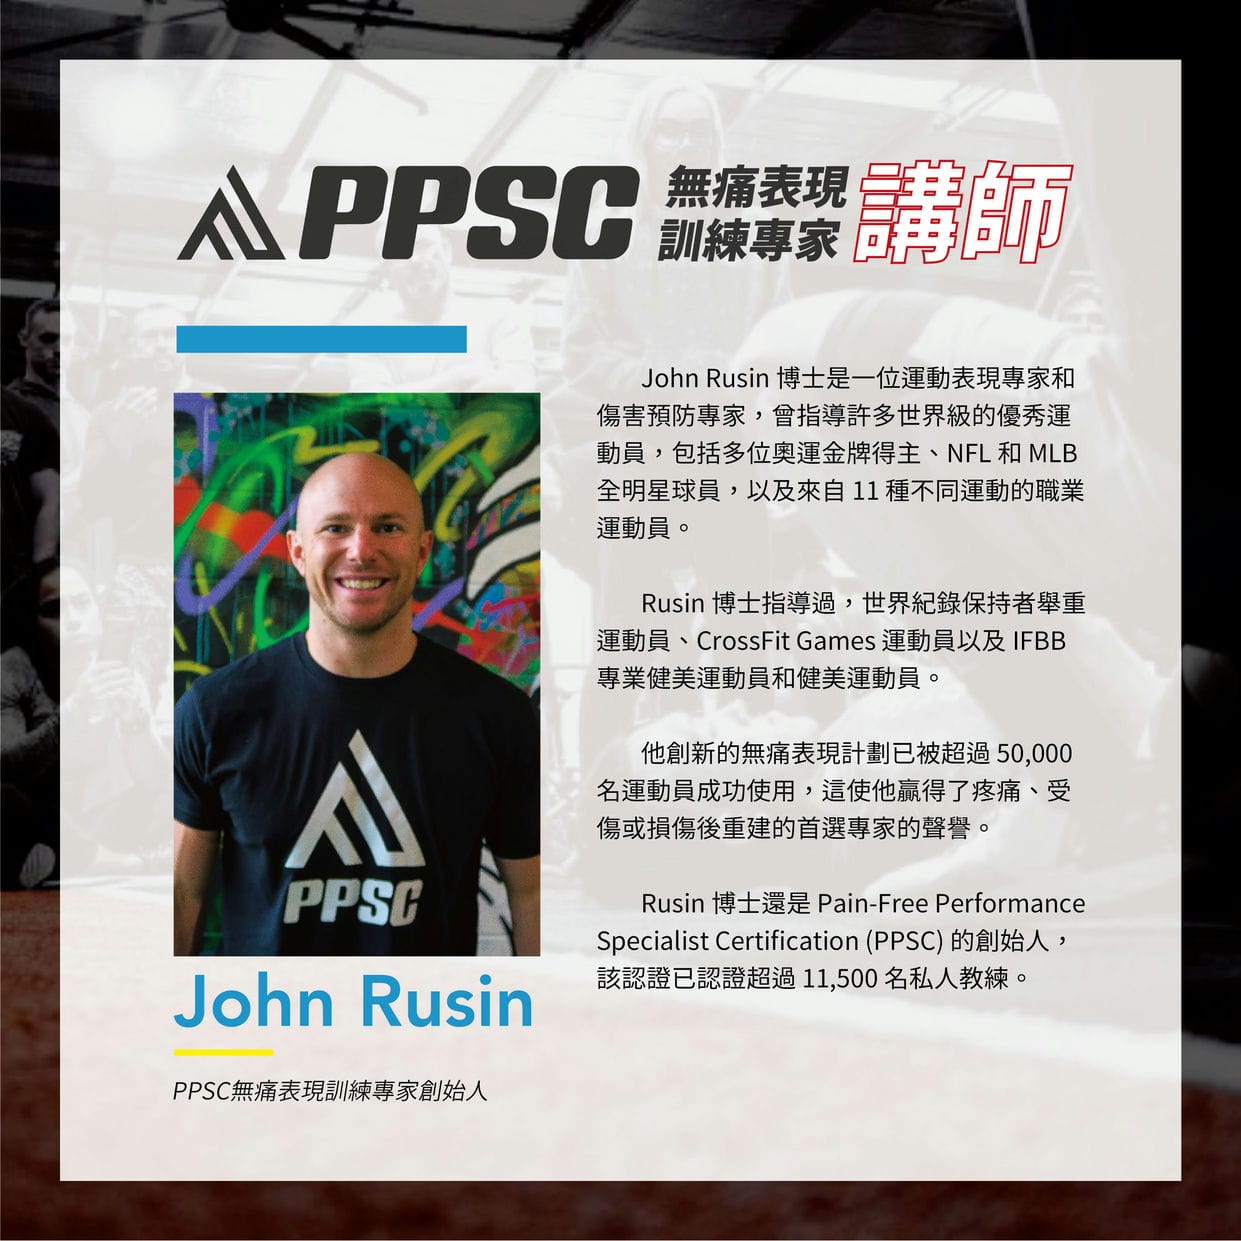 PPSC 無痛表現
訓練專家 講師
John Rusin 博士是一位運動表現專家和
傷害預防專家，曾指導許多世界級的優秀運
動員，包括多位奧運金牌得主、NFL 和 MLB
全明星球員，以及來自 11 種不同運動的職業
運動員。
Rusin 博士指導過，世界紀錄保持者舉重
運動員、CrossFit Games 運動員以及 IFBB
專業健美運動員和健美運動員。
他創新的無痛表現計劃已被超過 50,000
名運動員成功使用，這使他贏得了疼痛、受
傷或損傷後重建的首選專家的聲譽。
Rusin 博士還是 Pain-Free Performance
Specialist Certification (PPSC) 的創始人，
該認證已認證超過 11,500 名私人教練。
PPSC
John Rusin
PPSC無痛表現訓練專家創始人